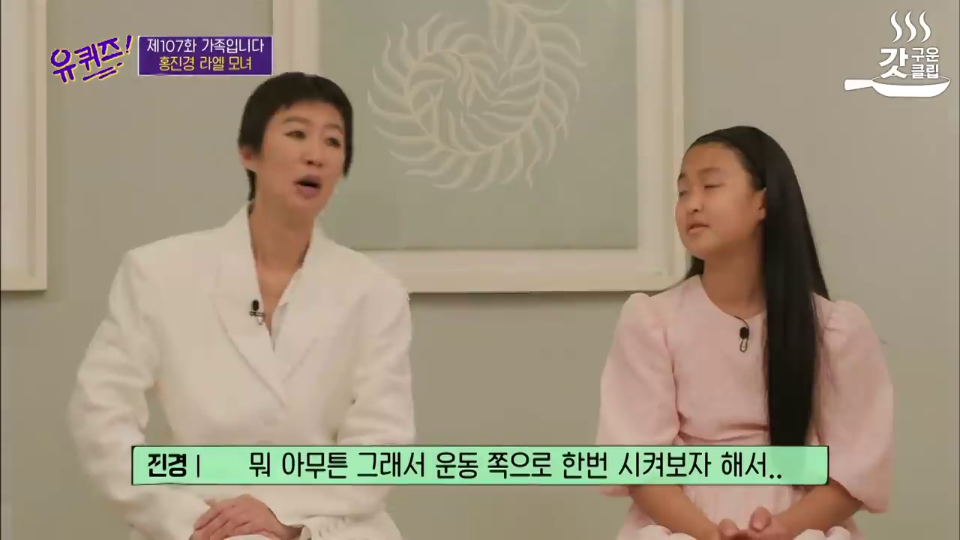 유퀴즈!
제107화 가족입니다
홍진경 라엘 모녀
갓구운
클립
진경 | 뭐 아무튼 그래서 운동 쪽으로 한번 시켜보자 해서..